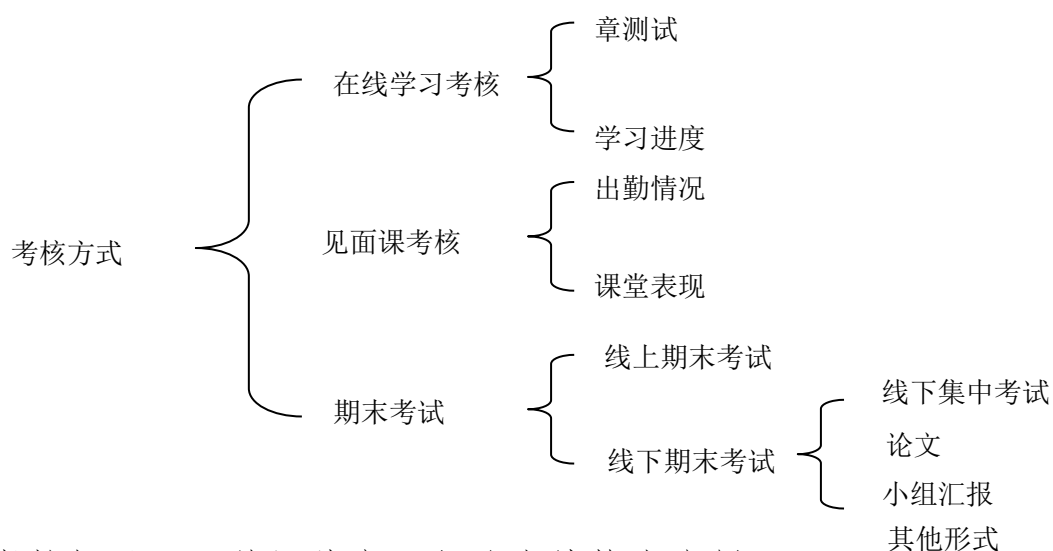 章测试
在线学习考核
学习进度
出勤情况
见面课考核
考核方式
课堂表现
线上期末考试
线下集中考试
期末考试
论文
线下期末考试
小组汇报
其他形式